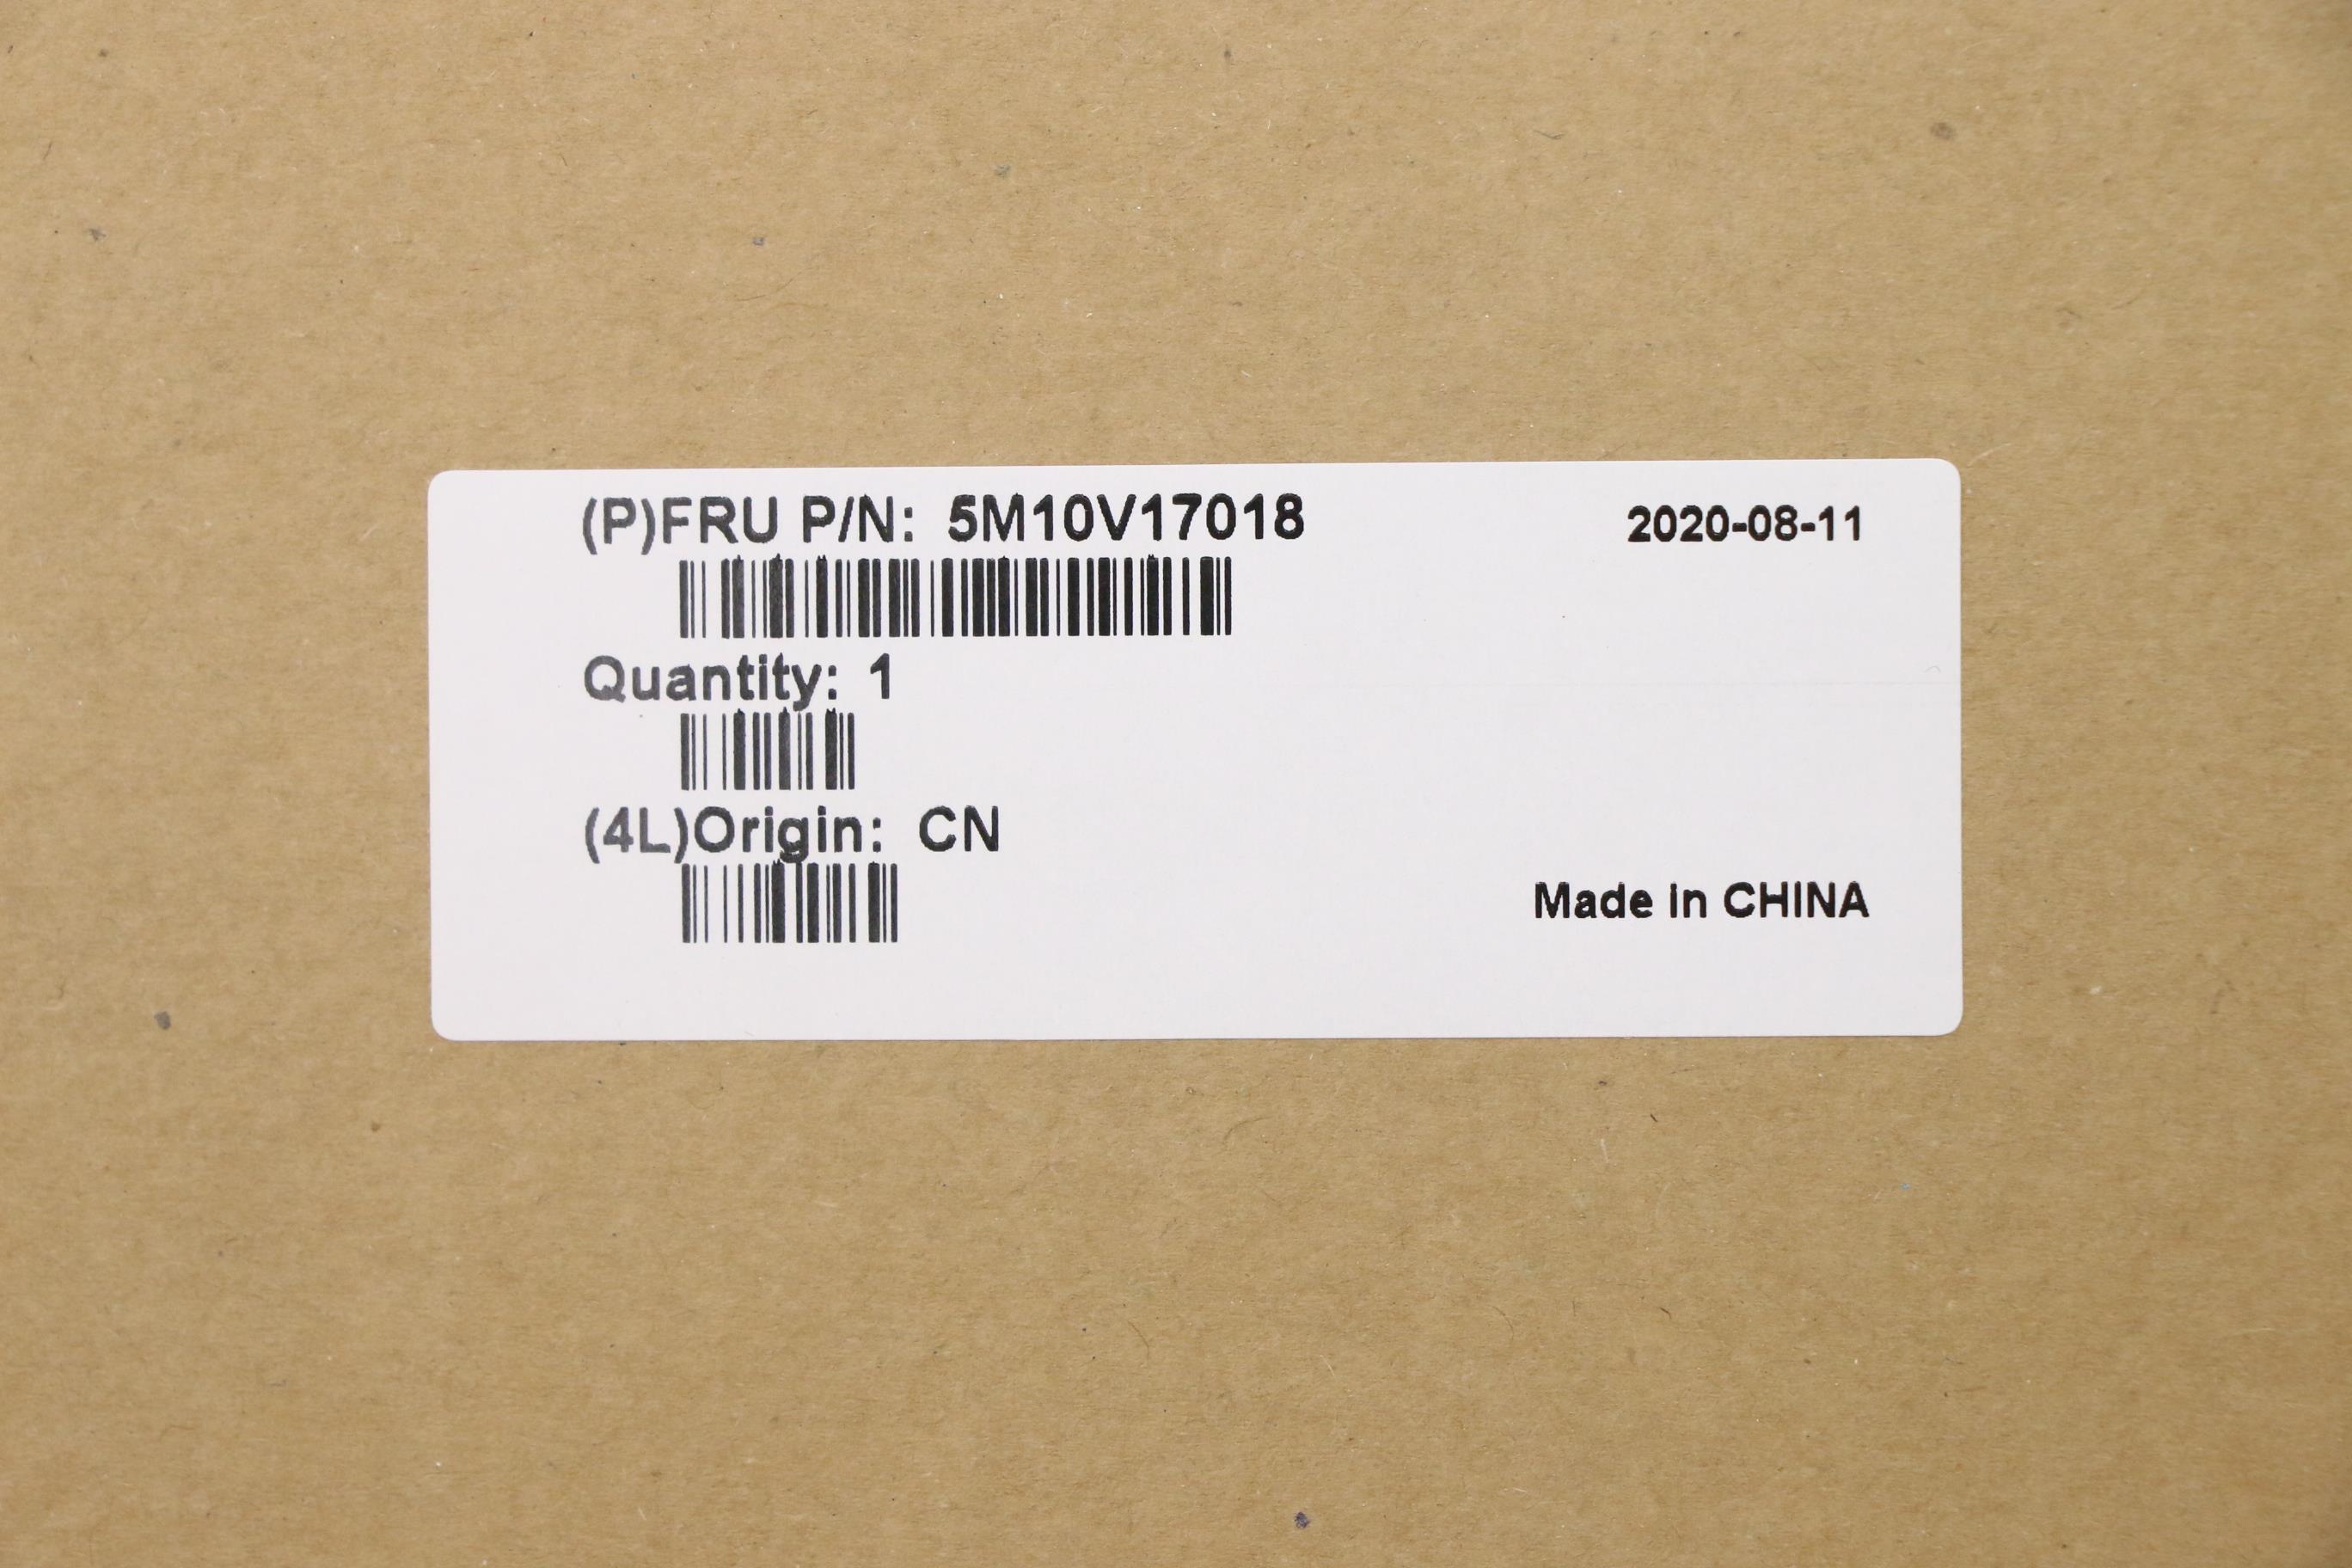 (P)FRU P/N: 5M10V17018
2020-08-11
Quantity: 1
(4L)Origin: CN
Made in CHINA